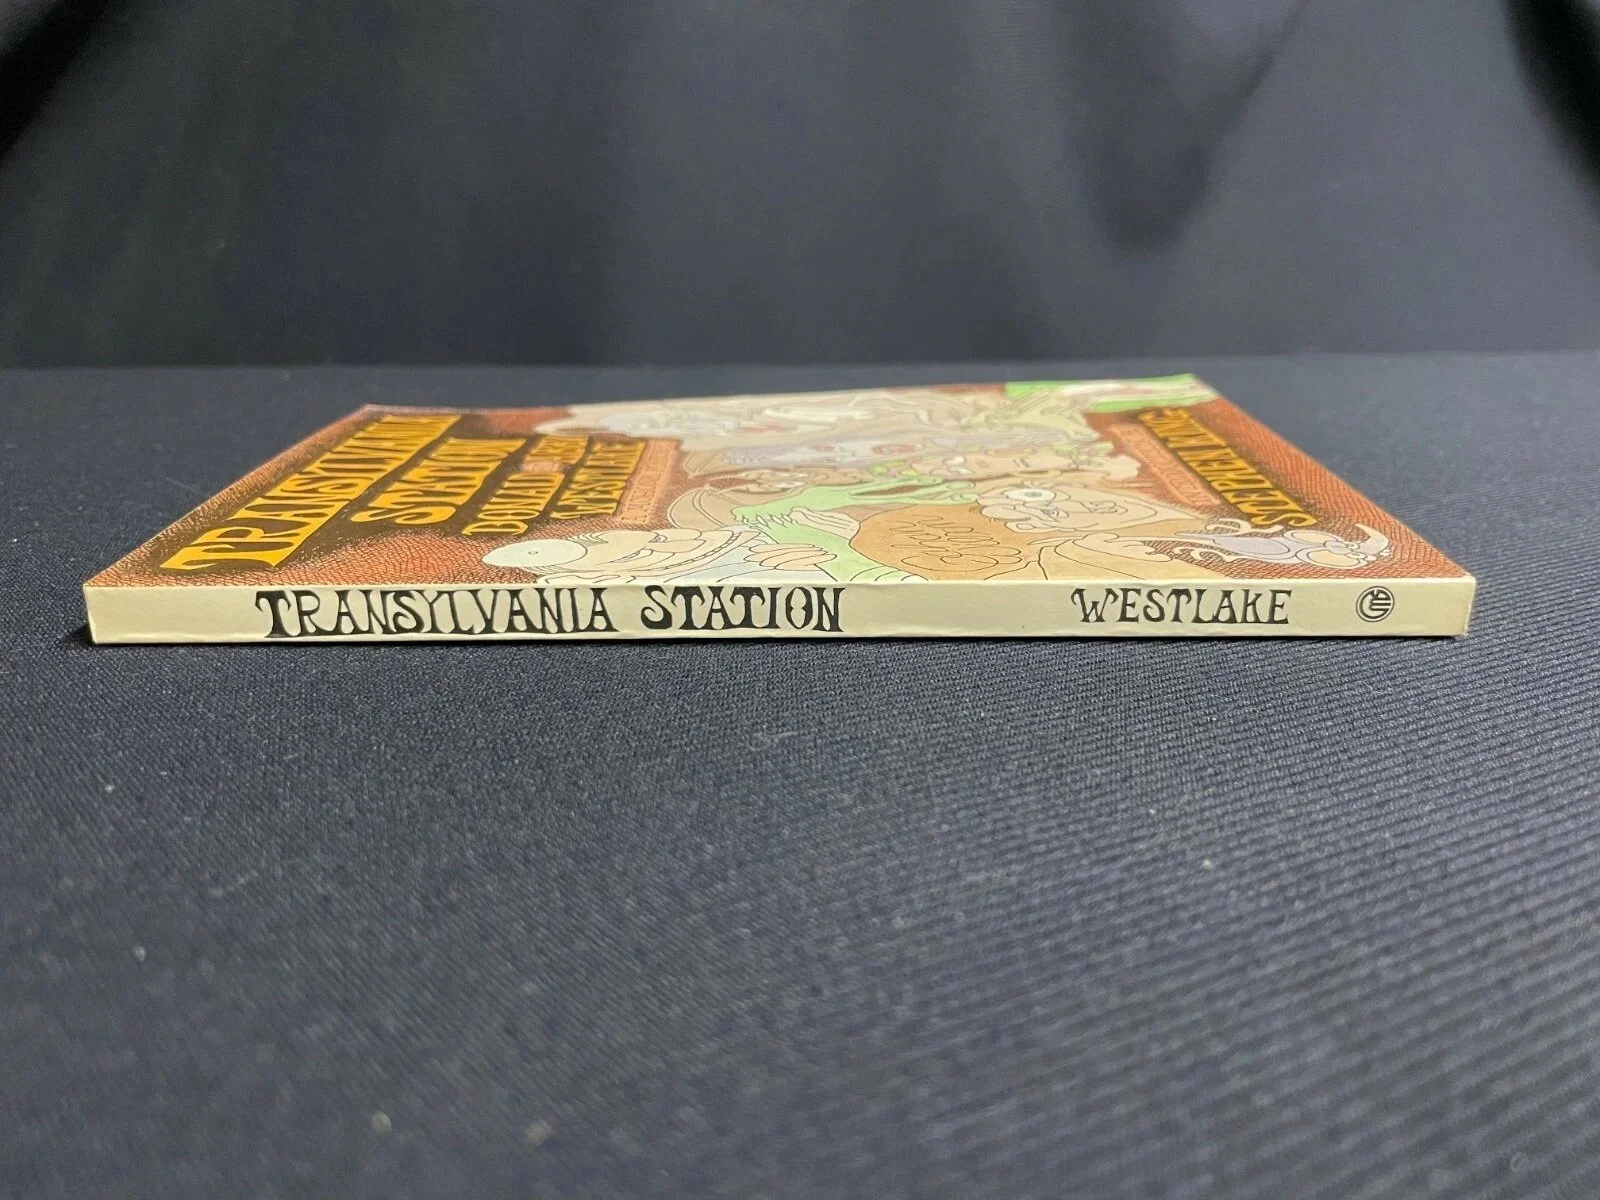 TRANSYLVANIA
STATION
DONALD
WESTLAKE
STEPHEN KING
TRANSYLVANIA STATION WESTLAKE